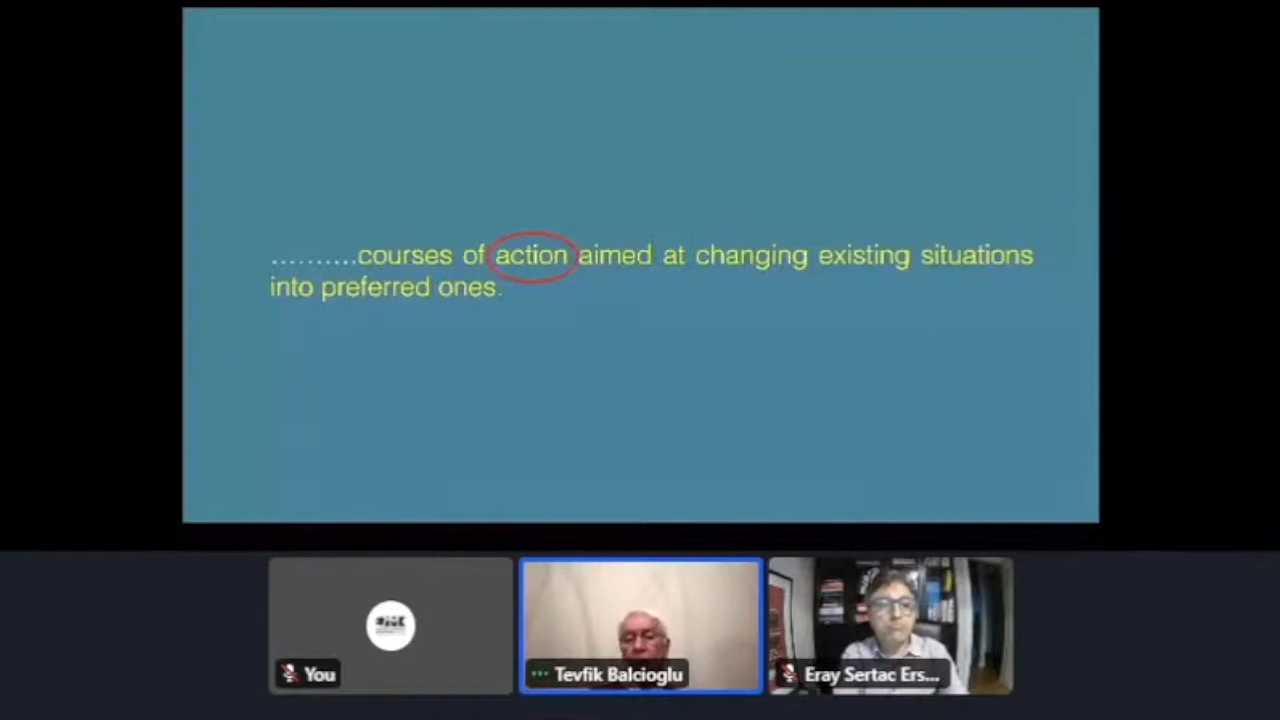 ..........courses of action aimed at changing existing situations
into preferred ones.
You
Tevfik Balcioglu
Eray Sertac Ers...